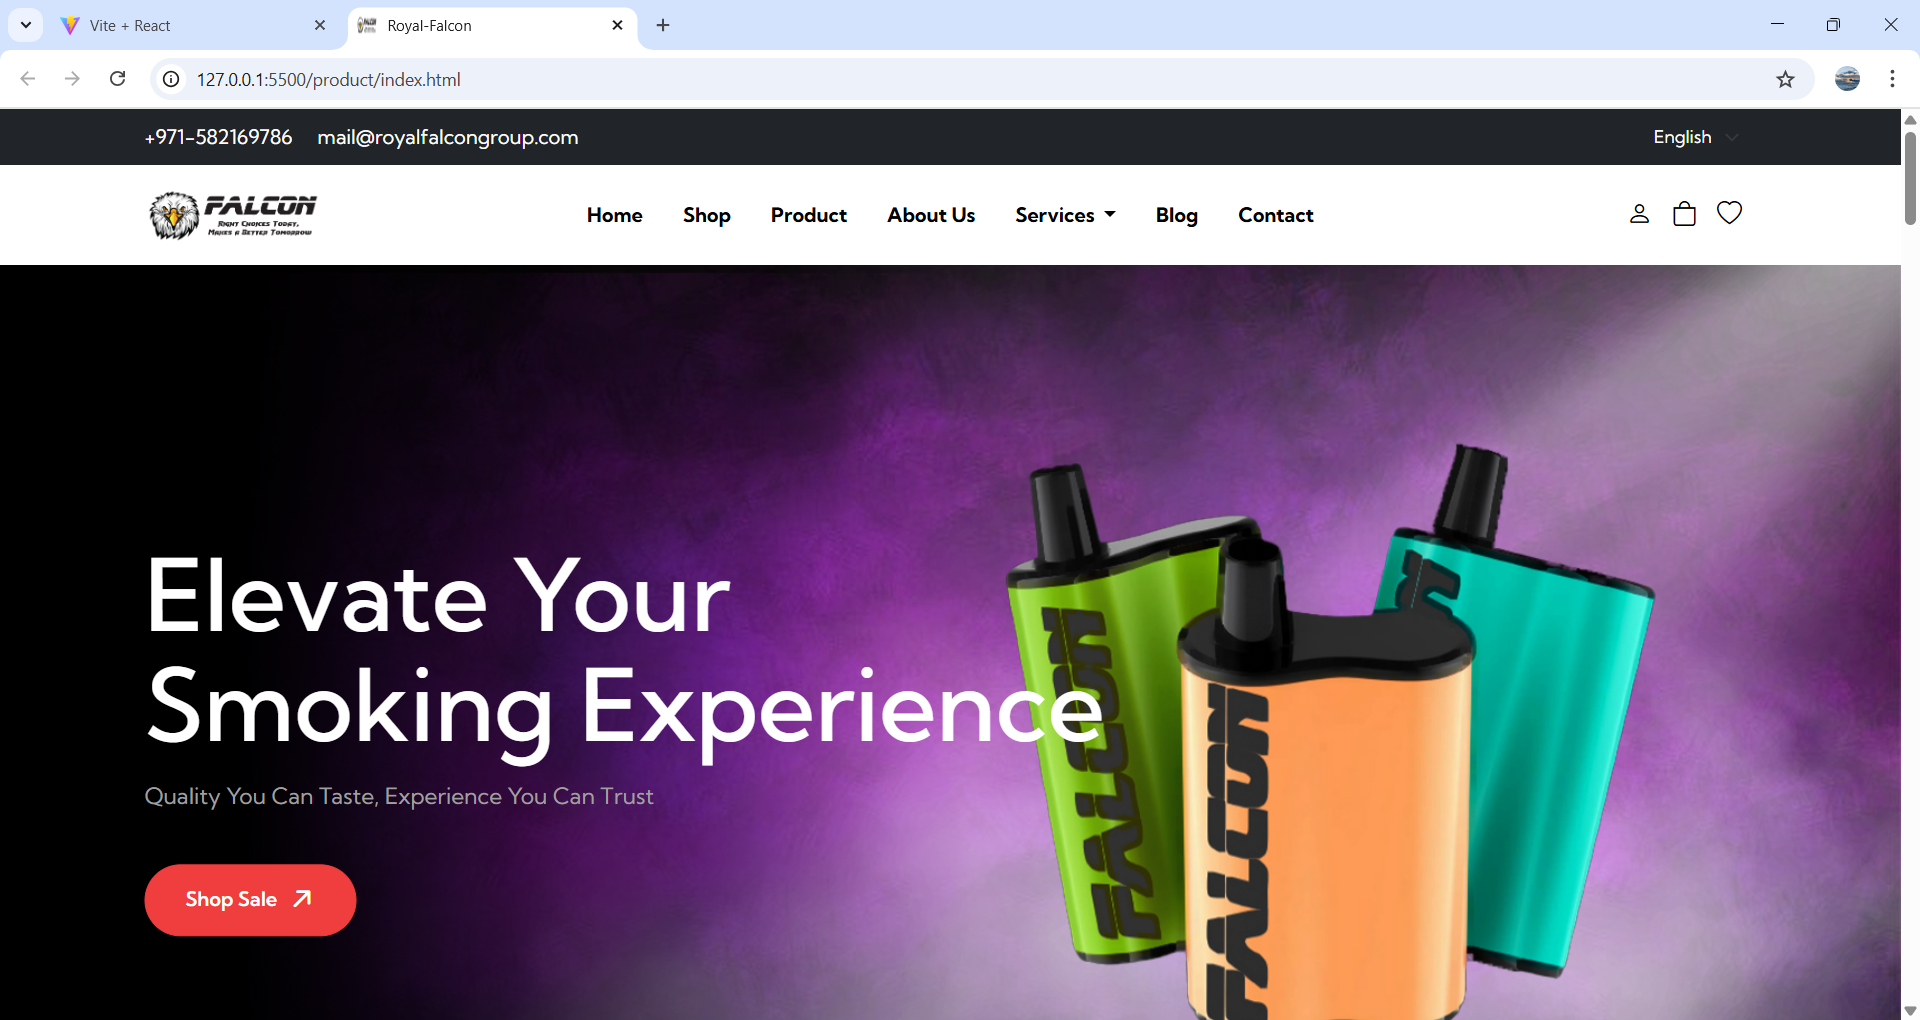 Vite + React
Royal-Falcon
127.0.0.1:5500/product/index.html
+971-582169786 mail@royalfalcongroup.com
English
FALCON
Right Choices Today,
Makes A Better Tomorrow
Home Shop Product About Us Services Blog Contact
Elevate Your
Smoking Experience
Quality You Can Taste, Experience You Can Trust
Shop Sale
FALCON
FALCON